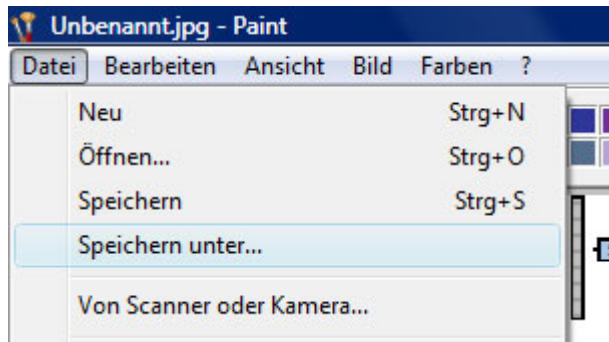 Unbenannt.jpg - Paint
Datei Bearbeiten Ansicht Bild Farben ?
Neu Strg+N
Öffnen... Strg+O
Speichern Strg+S
Speichern unter...
Von Scanner oder Kamera...